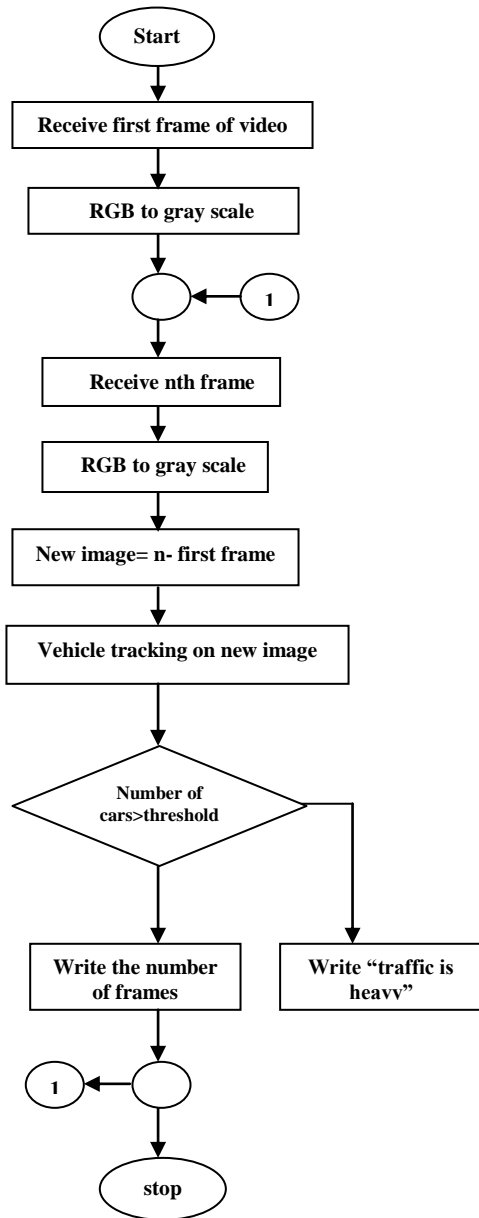 Start
Receive first frame of video
RGB to gray scale
1
Receive nth frame
RGB to gray scale
New image= n- first frame
Vehicle tracking on new image
Number of
cars>threshold
Write the number
of frames
Write “traffic is
heavv”
1
stop